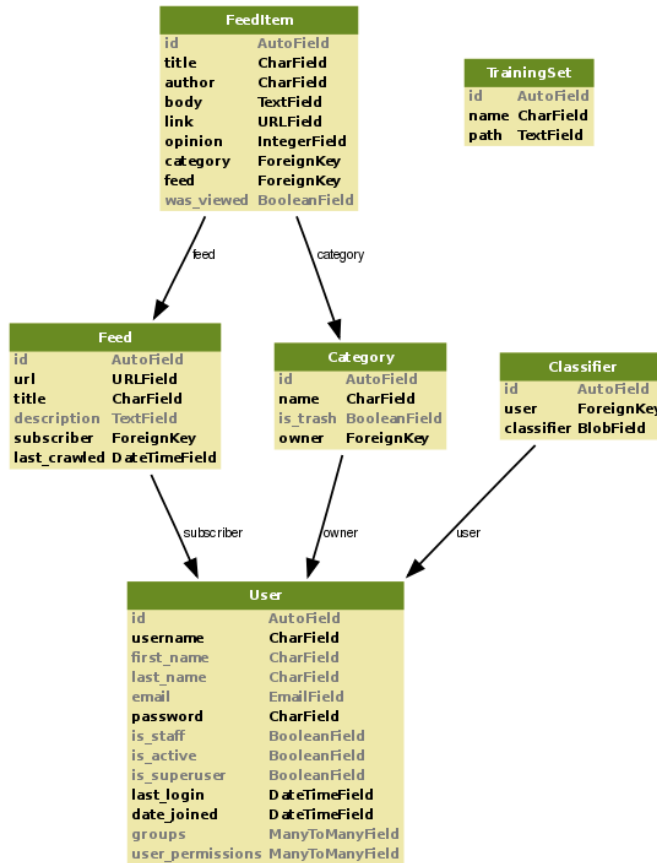 FeedItem
id AutoField
title CharField
author CharField
body TextField
link URLField
opinion IntegerField
category ForeignKey
feed ForeignKey
was_viewed BooleanField
TrainingSet
id AutoField
name CharField
path TextField
feed
category
Feed
id AutoField
url URLField
title CharField
description TextField
subscriber ForeignKey
last_crawled DateTimeField
Category
id AutoField
name CharField
is_trash BooleanField
owner ForeignKey
Classifier
id AutoField
user ForeignKey
classifier BlobField
subscriber
owner
user
User
id AutoField
username CharField
first_name CharField
last_name CharField
email EmailField
password CharField
is_staff BooleanField
is_active BooleanField
is_superuser BooleanField
last_login DateTimeField
date_joined DateTimeField
groups ManyToManyField
user_permissions ManyToManyField